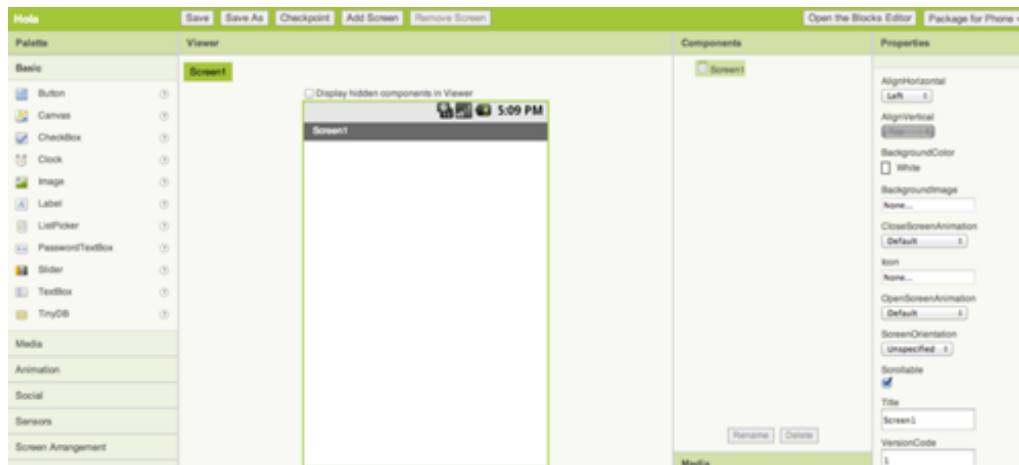 Hola Save Save As Checkpoint Add Screen Remove Screen Open the Blocks Editor Package for Phone
Palette Viewer Components Properties
Basic
Button
Canvas
CheckBox
Clock
Image
Label
ListPicker
PasswordTextBox
Slider
TextBox
TinyDB
Media
Animation
Social
Sensors
Screen Arrangement
Screen1
Display hidden components in Viewer
5:09 PM
Screen1
Screen1
Rename Delete
Media
AlignHorizontal
Left
AlignVertical
Top
BackgroundColor
White
BackgroundImage
None...
CloseScreenAnimation
Default
Icon
None...
OpenScreenAnimation
Default
ScreenOrientation
Unspecified
Scrollable
Title
Screen1
VersionCode
1